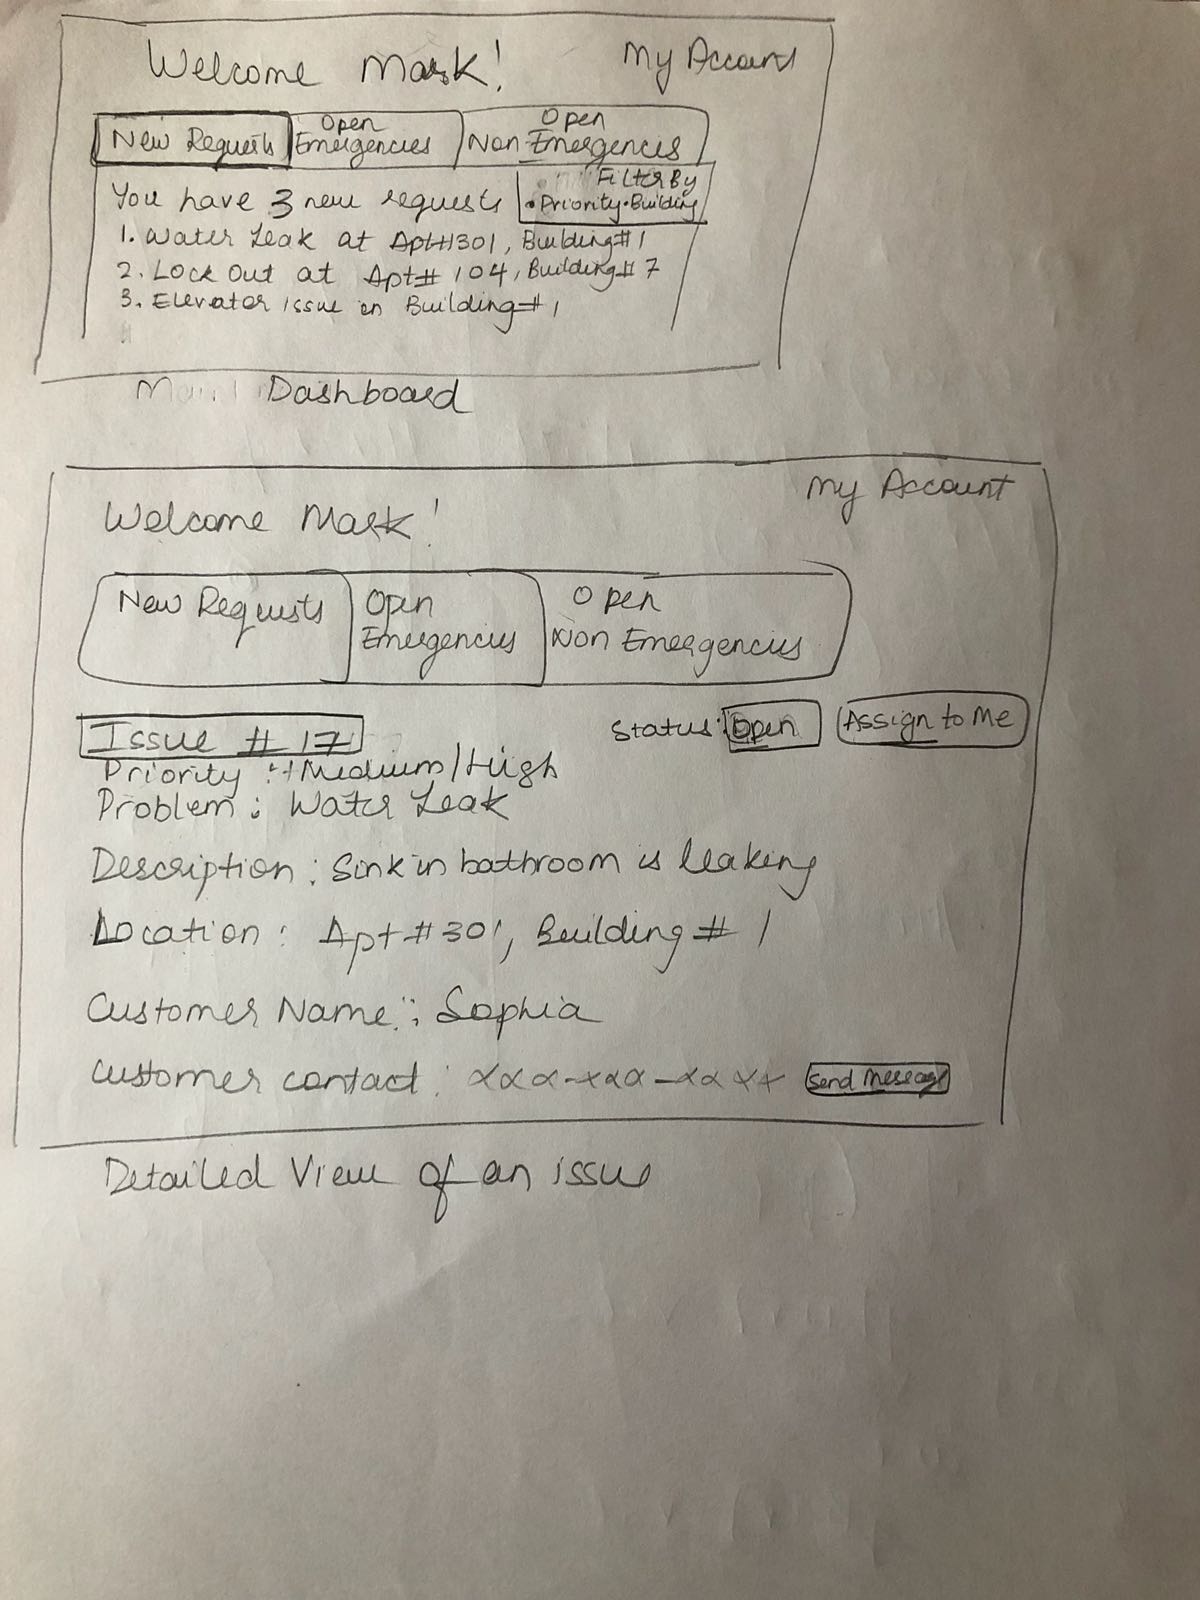 Welcome Mark! My Account
New Requests Open Emergencies Open Non Emergences
You have 3 new requests Filter By
• Priority • Building
1. Water Leak at Apt#301, Building#1
2. Lock Out at Apt# 104, Building# 7
3. Elevator issue in Building# 1
Dashboard
My Account
Welcome Mark!
New Requests Open Emergencies Open Non Emergencies
Issue # 17 Status: Open Assign to Me
Priority : Medium/High
Problem: Water Leak
Description: Sink in bathroom is leaking
Location: Apt #301, Building # 1
Customer Name: Sophia
Customer contact: xxx-xxx-xxxx Send Message
Detailed View of an issue